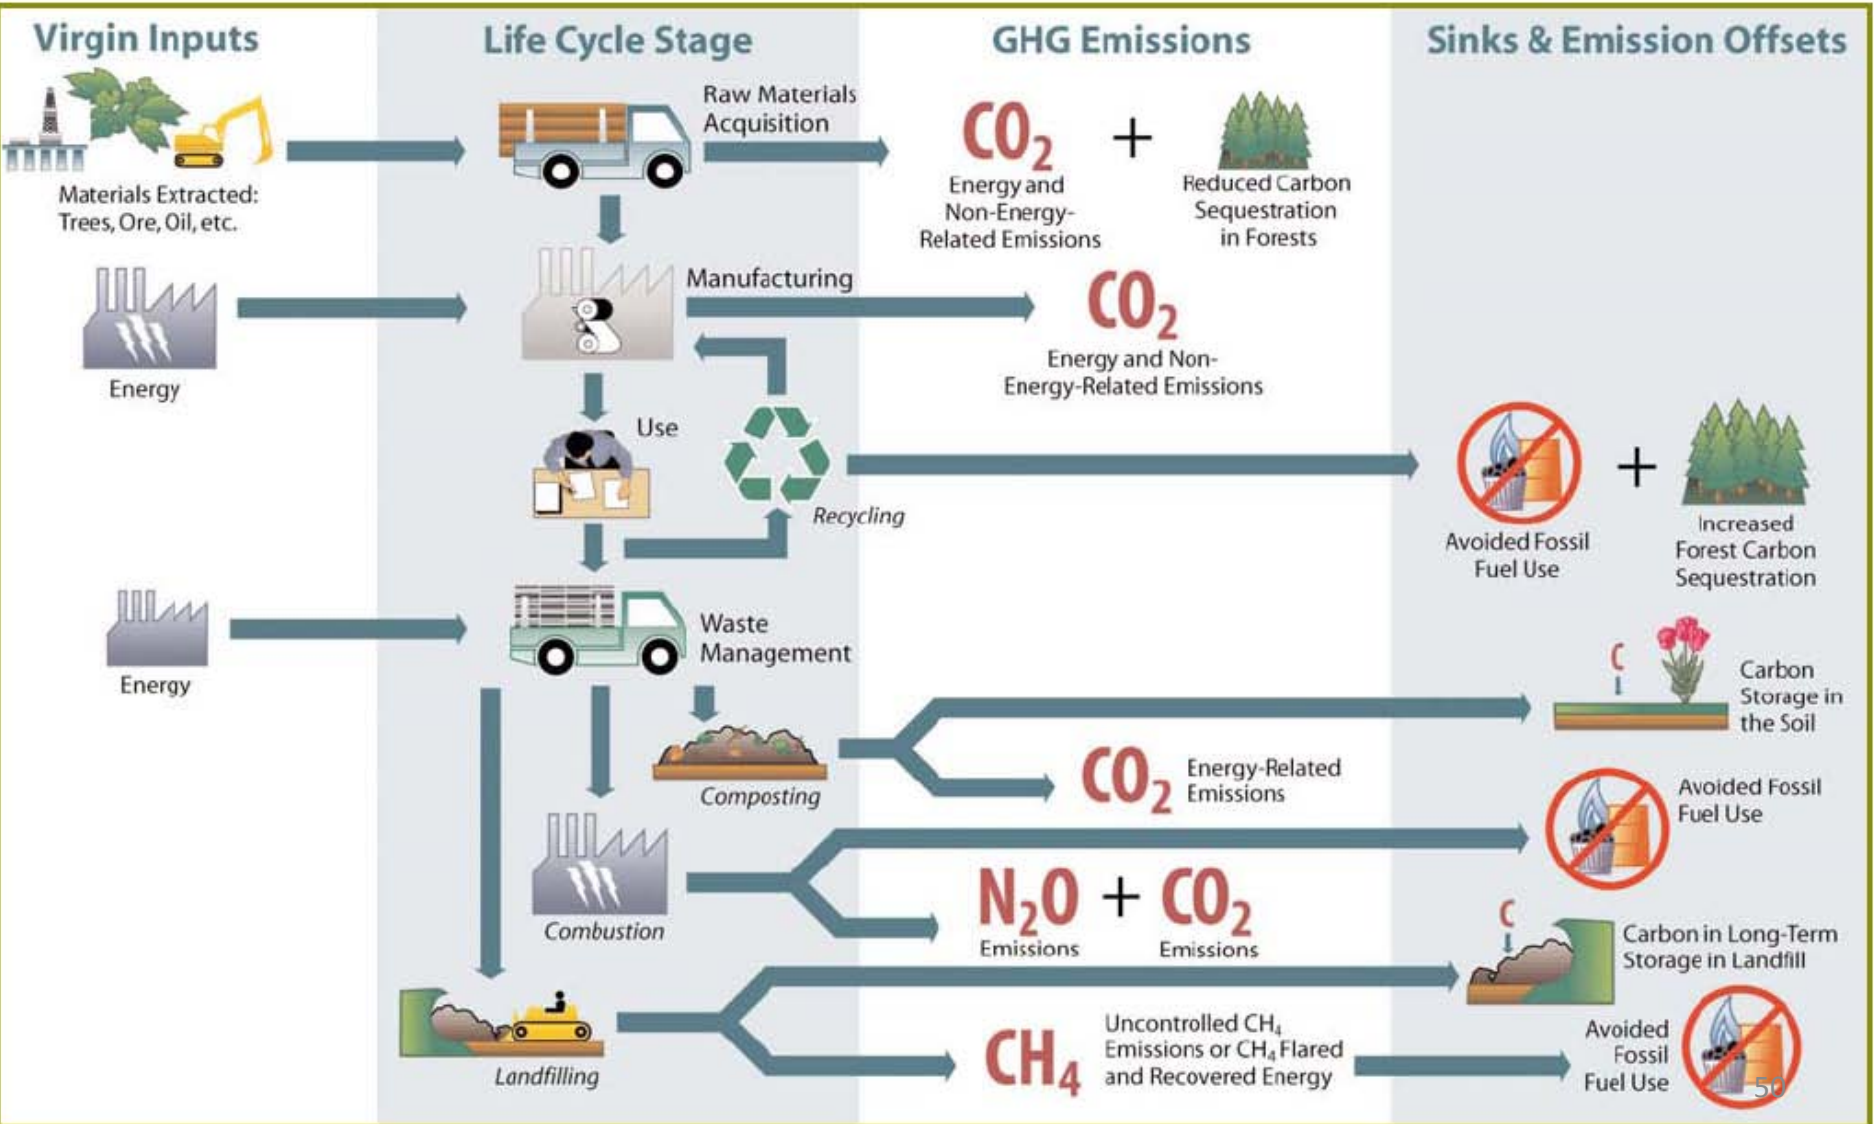 Virgin Inputs
Life Cycle Stage
GHG Emissions
Sinks & Emission Offsets
Materials Extracted:
Trees, Ore, Oil, etc.
Raw Materials
Acquisition
CO₂
Energy and
Non-Energy-
Related Emissions
+
Reduced Carbon
Sequestration
in Forests
Energy
Manufacturing
CO₂
Energy and Non-
Energy-Related Emissions
Use
Recycling
Avoided Fossil
Fuel Use
+
Increased
Forest Carbon
Sequestration
Energy
Waste
Management
Composting
C
Carbon
Storage in
the Soil
CO₂
Energy-Related
Emissions
Combustion
Avoided Fossil
Fuel Use
N₂O + CO₂
Emissions
Emissions
Landfilling
C
Carbon in Long-Term
Storage in Landfill
CH₄
Uncontrolled CH₄
Emissions or CH₄ Flared
and Recovered Energy
Avoided
Fossil
Fuel Use
50